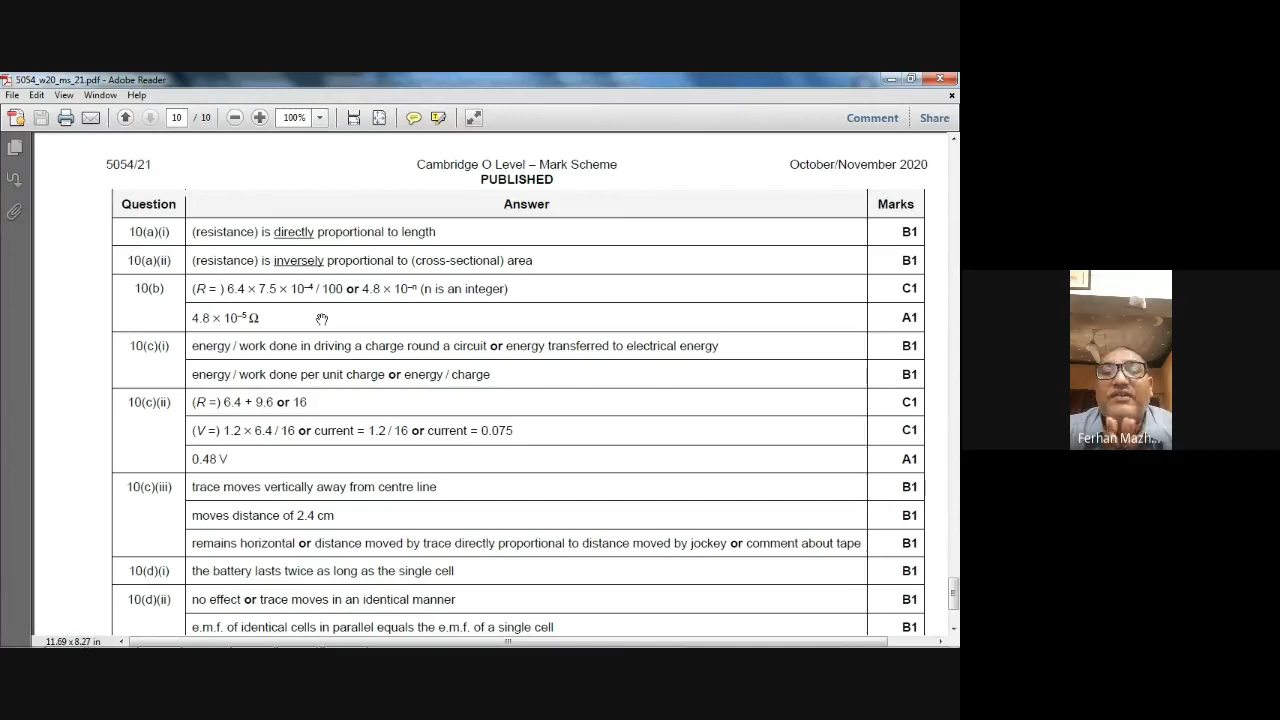 5054_w20_ms_21.pdf - Adobe Reader
File Edit View Window Help
10 / 10 100% Comment Share
5054/21 Cambridge O Level – Mark Scheme October/November 2020
PUBLISHED
Question Answer Marks
10(a)(i) (resistance) is directly proportional to length B1
10(a)(ii) (resistance) is inversely proportional to (cross-sectional) area B1
10(b) (R = ) 6.4 × 7.5 × 10⁻⁴ / 100 or 4.8 × 10⁻ⁿ (n is an integer) C1
4.8 × 10⁻⁵ Ω A1
10(c)(i) energy / work done in driving a charge round a circuit or energy transferred to electrical energy B1
energy / work done per unit charge or energy / charge B1
10(c)(ii) (R =) 6.4 + 9.6 or 16 C1
(V =) 1.2 × 6.4 / 16 or current = 1.2 / 16 or current = 0.075 C1
0.48 V A1
10(c)(iii) trace moves vertically away from centre line B1
moves distance of 2.4 cm B1
remains horizontal or distance moved by trace directly proportional to distance moved by jockey or comment about tape B1
10(d)(i) the battery lasts twice as long as the single cell B1
10(d)(ii) no effect or trace moves in an identical manner B1
e.m.f. of identical cells in parallel equals the e.m.f. of a single cell B1
11.69 x 8.27 in
Ferhan Mazh...